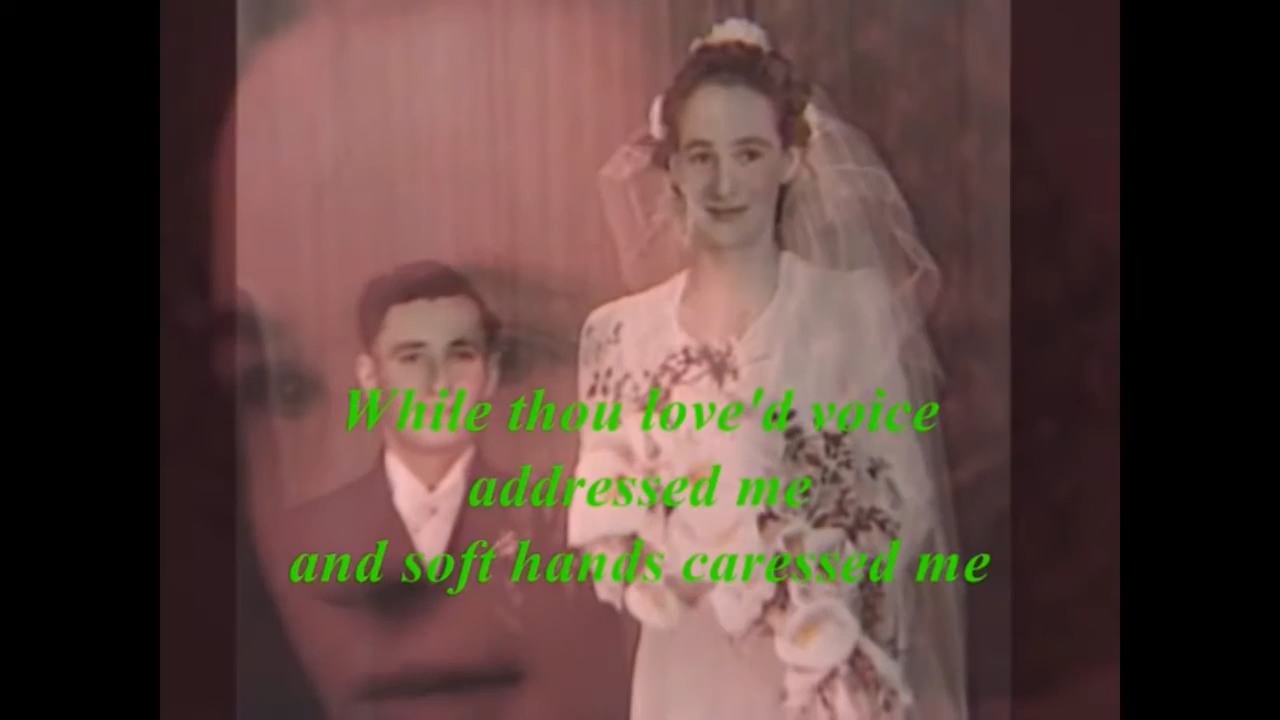 While thou love'd voice
addressed me
and soft hands caressed me